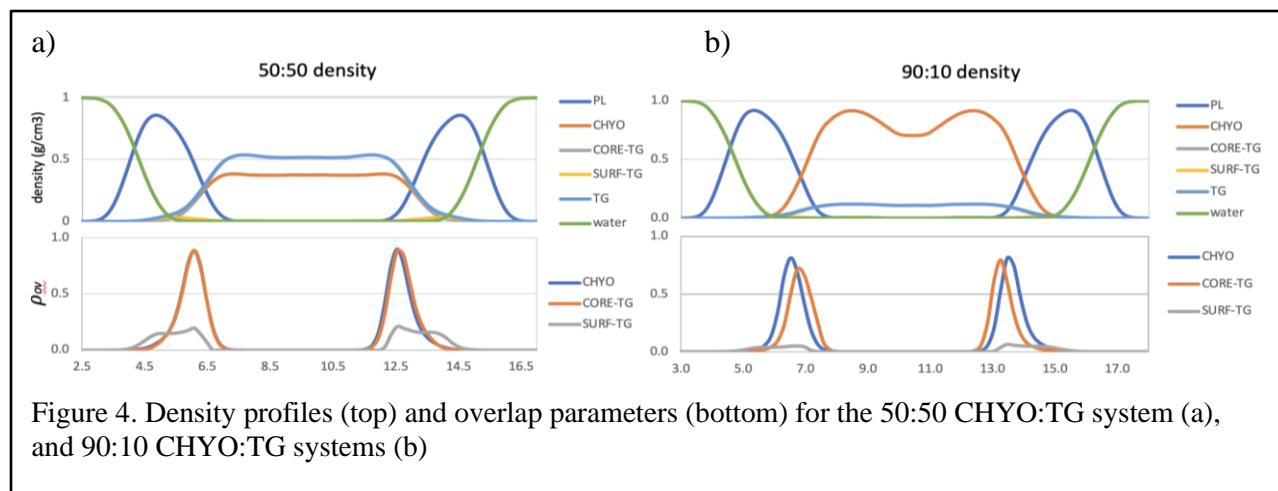 a)
b)
50:50 density
90:10 density
density (g/cm3)
1
0.5
0
PL
CHYO
CORE-TG
SURF-TG
TG
water
1.0
0.5
0.0
PL
CHYO
CORE-TG
SURF-TG
TG
water
ρov
1.0
0.5
0.0
2.5 4.5 6.5 8.5 10.5 12.5 14.5 16.5
CHYO
CORE-TG
SURF-TG
1.0
0.5
0.0
3.0 5.0 7.0 9.0 11.0 13.0 15.0 17.0
CHYO
CORE-TG
SURF-TG
Figure 4. Density profiles (top) and overlap parameters (bottom) for the 50:50 CHYO:TG system (a),
and 90:10 CHYO:TG systems (b)